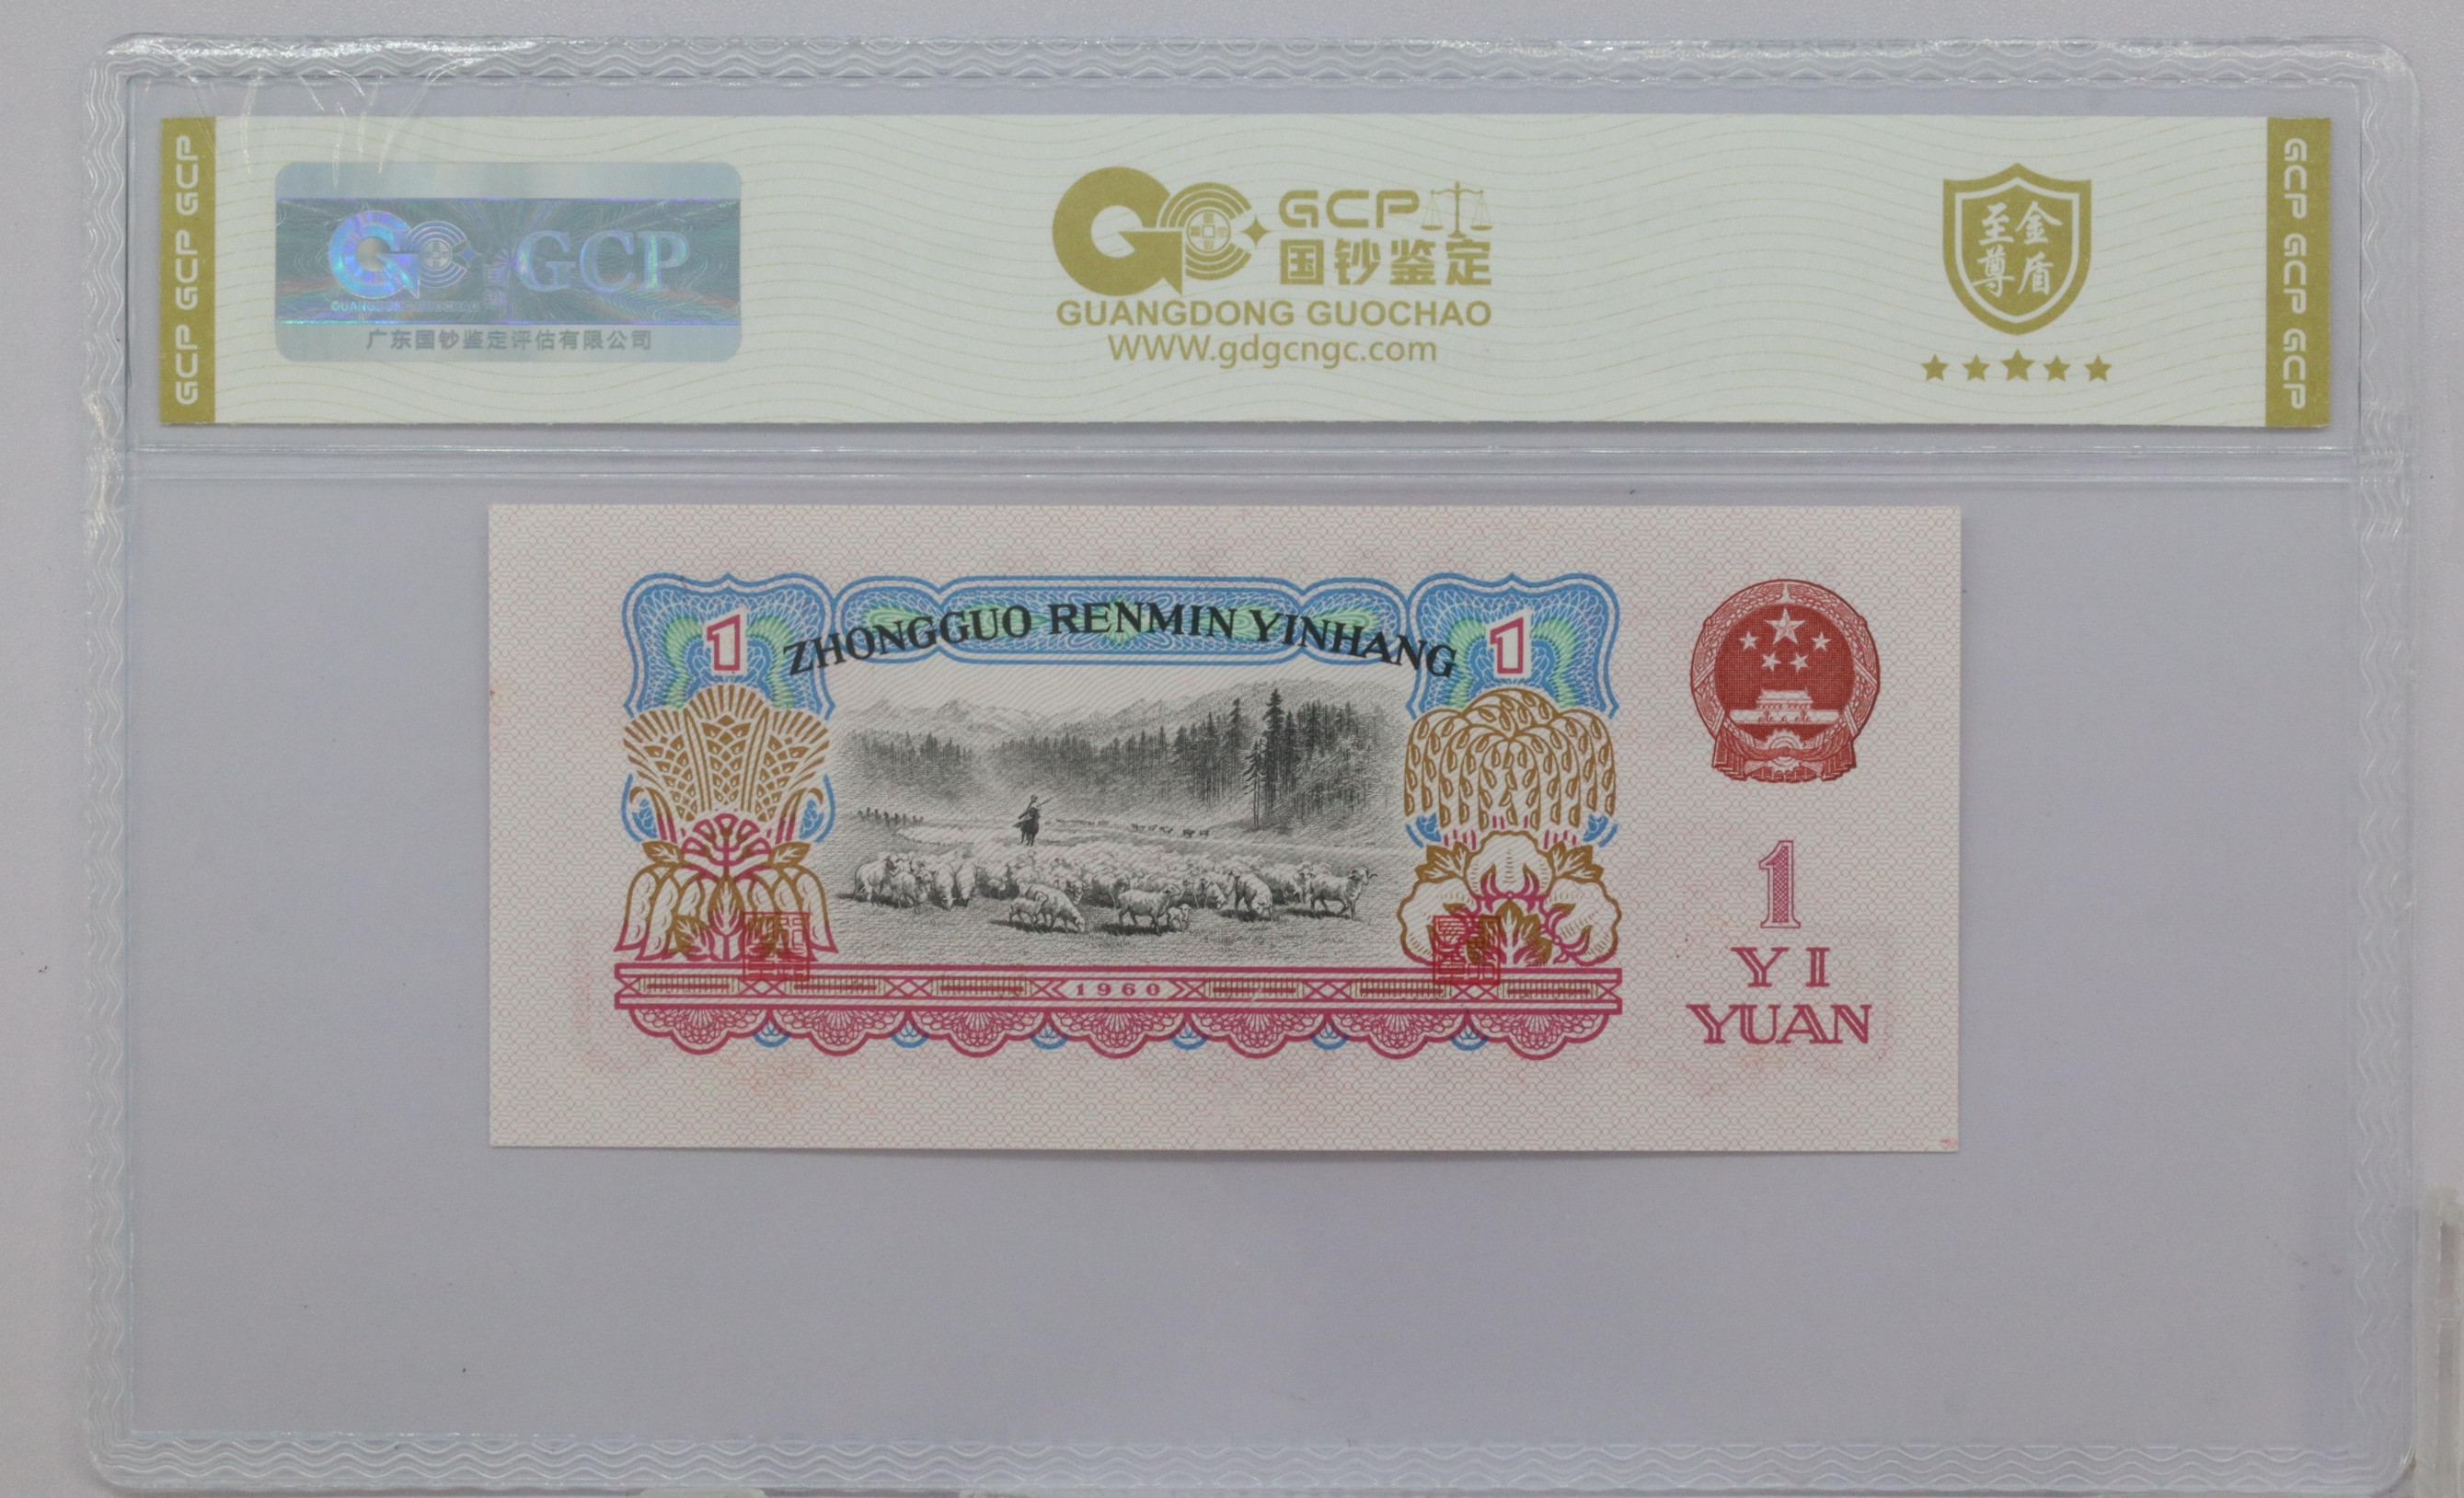 GCP GCP GCP
GCP
GUANGDONG GUOCHAO
广东国钞鉴定评估有限公司
GCP
国钞鉴定
GUANGDONG GUOCHAO
WWW.gdgcngc.com
至尊金盾
GCP GCP GCP
ZHONGGUO RENMIN YINHANG
1
1
1960
1
YI
YUAN